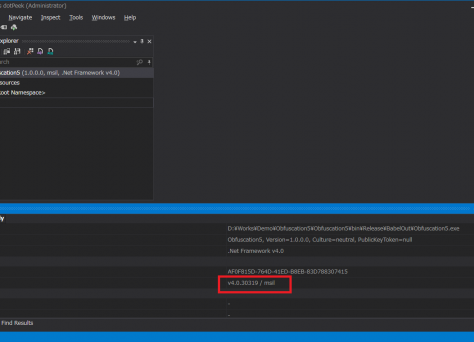 s dotPeek (Administrator)
Navigate Inspect Tools Windows Help
xplorer
arch
scation5 (1.0.0.0, msil, .Net Framework v4.0)
sources
oot Namespace>
ly
D:¥Works¥Demo¥Obfuscation5¥Obfuscation5¥bin¥Release¥BabelOut¥Obfuscation5.exe
Obfuscation5, Version=1.0.0.0, Culture=neutral, PublicKeyToken=null
.Net Framework v4.0
AF0F815D-764D-41ED-B8EB-83D788307415
v4.0.30319 / msil
Find Results